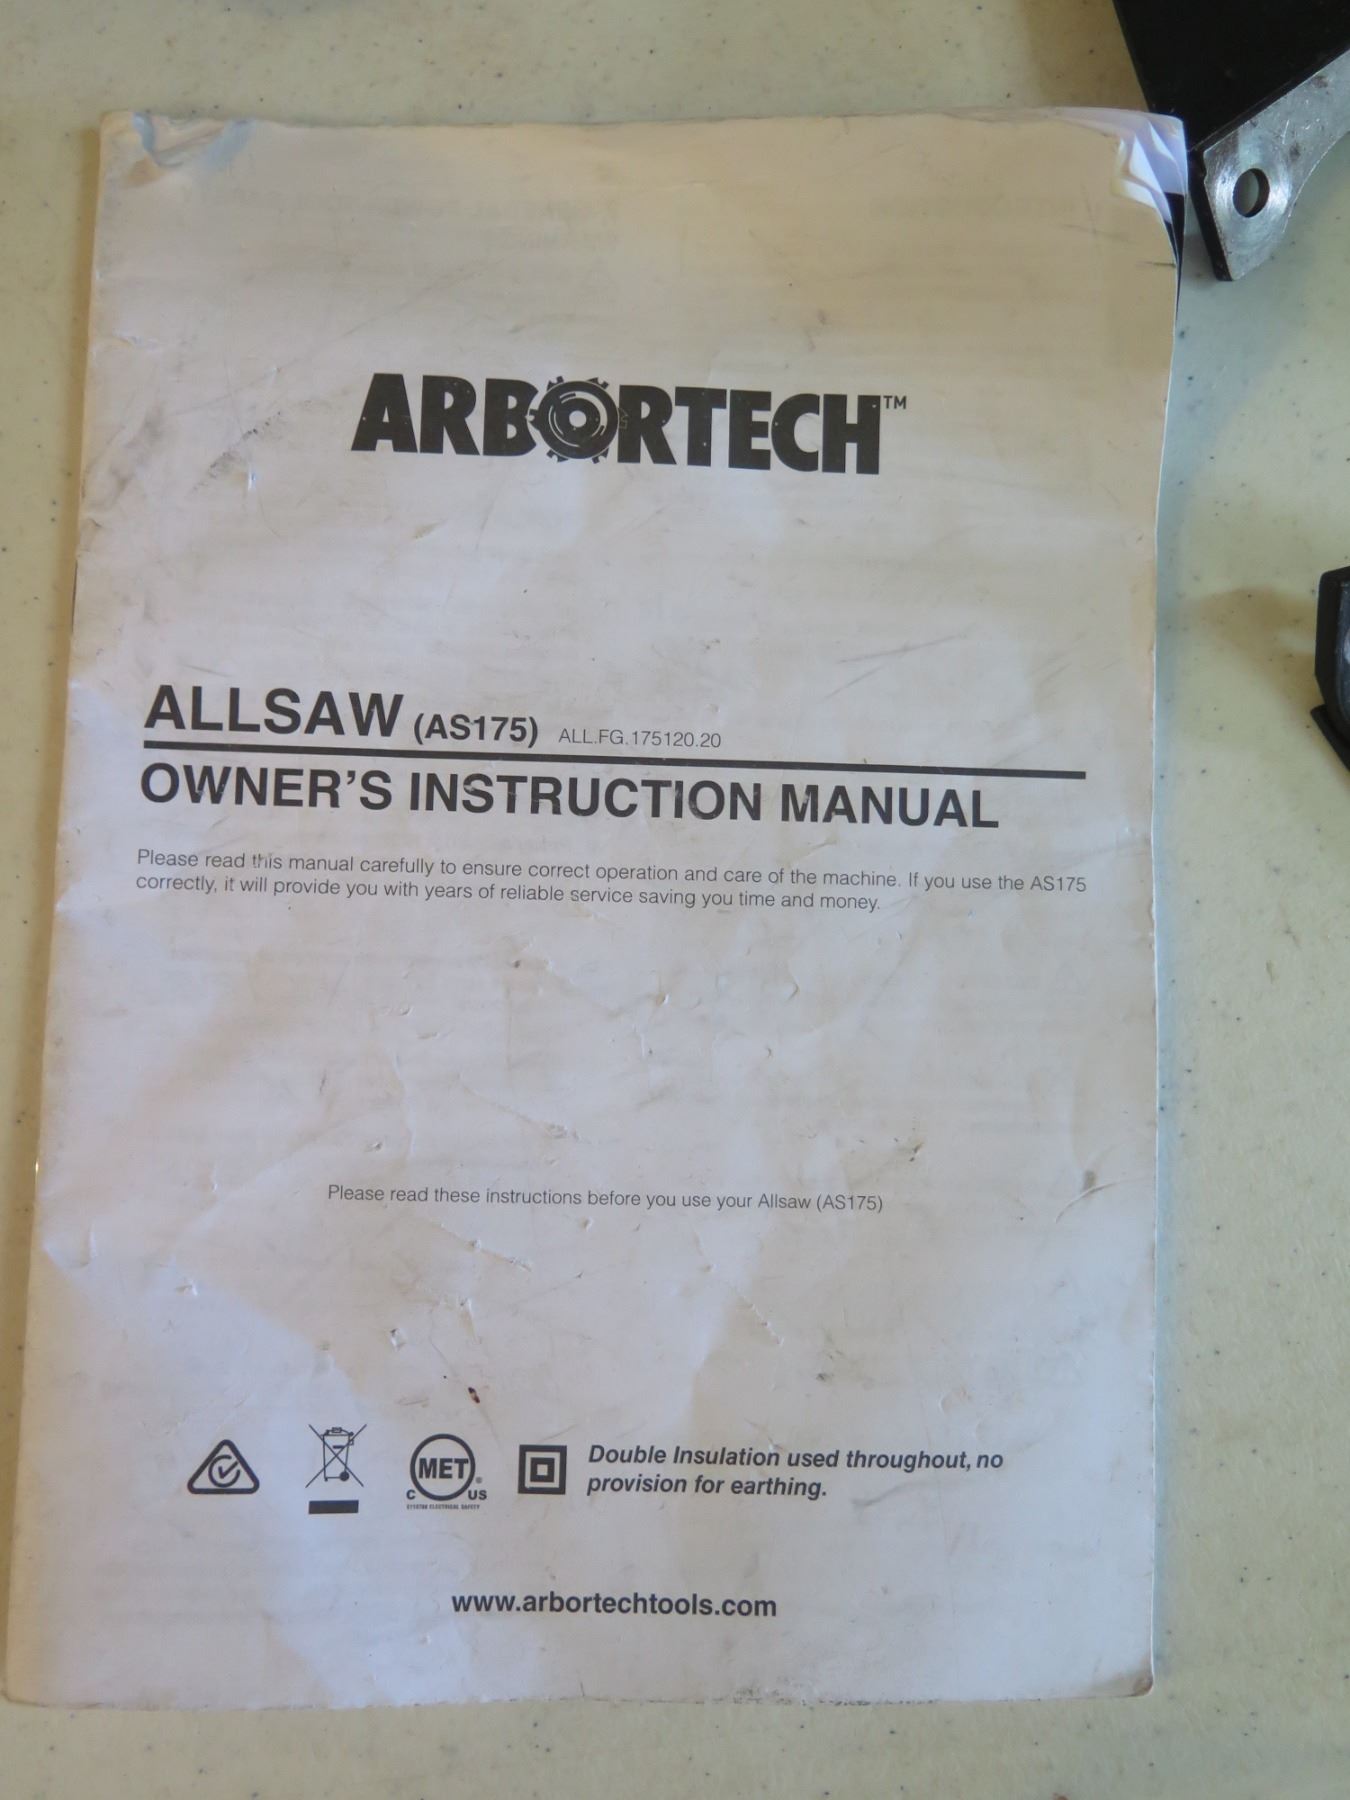 ARBORTECH™
ALLSAW (AS175) ALL.FG.175120.20
OWNER'S INSTRUCTION MANUAL
Please read this manual carefully to ensure correct operation and care of the machine. If you use the AS175
correctly, it will provide you with years of reliable service saving you time and money.
Please read these instructions before you use your Allsaw (AS175)
MET®
C US
Double Insulation used throughout, no
provision for earthing.
www.arbortechtools.com